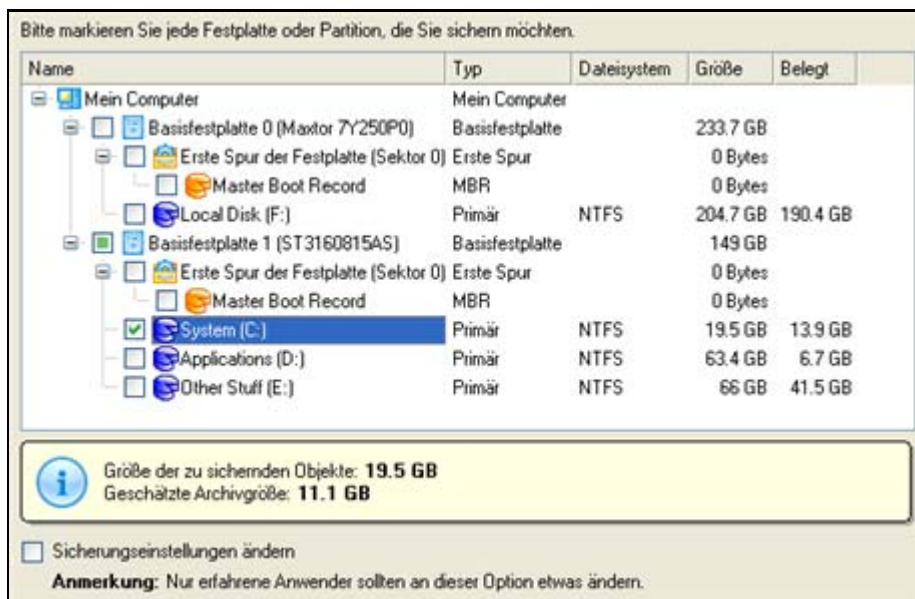 Bitte markieren Sie jede Festplatte oder Partition, die Sie sichern möchten.
Name Typ Dateisystem Größe Belegt
Mein Computer Mein Computer
Basisfestplatte 0 (Maxtor 7Y250P0) Basisfestplatte 233.7 GB
Erste Spur der Festplatte (Sektor 0) Erste Spur 0 Bytes
Master Boot Record MBR 0 Bytes
Local Disk (F:) Primär NTFS 204.7 GB 190.4 GB
Basisfestplatte 1 (ST3160815AS) Basisfestplatte 149 GB
Erste Spur der Festplatte (Sektor 0) Erste Spur 0 Bytes
Master Boot Record MBR 0 Bytes
System (C:) Primär NTFS 19.5 GB 13.9 GB
Applications (D:) Primär NTFS 63.4 GB 6.7 GB
Other Stuff (E:) Primär NTFS 66 GB 41.5 GB
Größe der zu sichernden Objekte: 19.5 GB
Geschätzte Archivgröße: 11.1 GB
Sicherungseinstellungen ändern
Anmerkung: Nur erfahrene Anwender sollten an dieser Option etwas ändern.